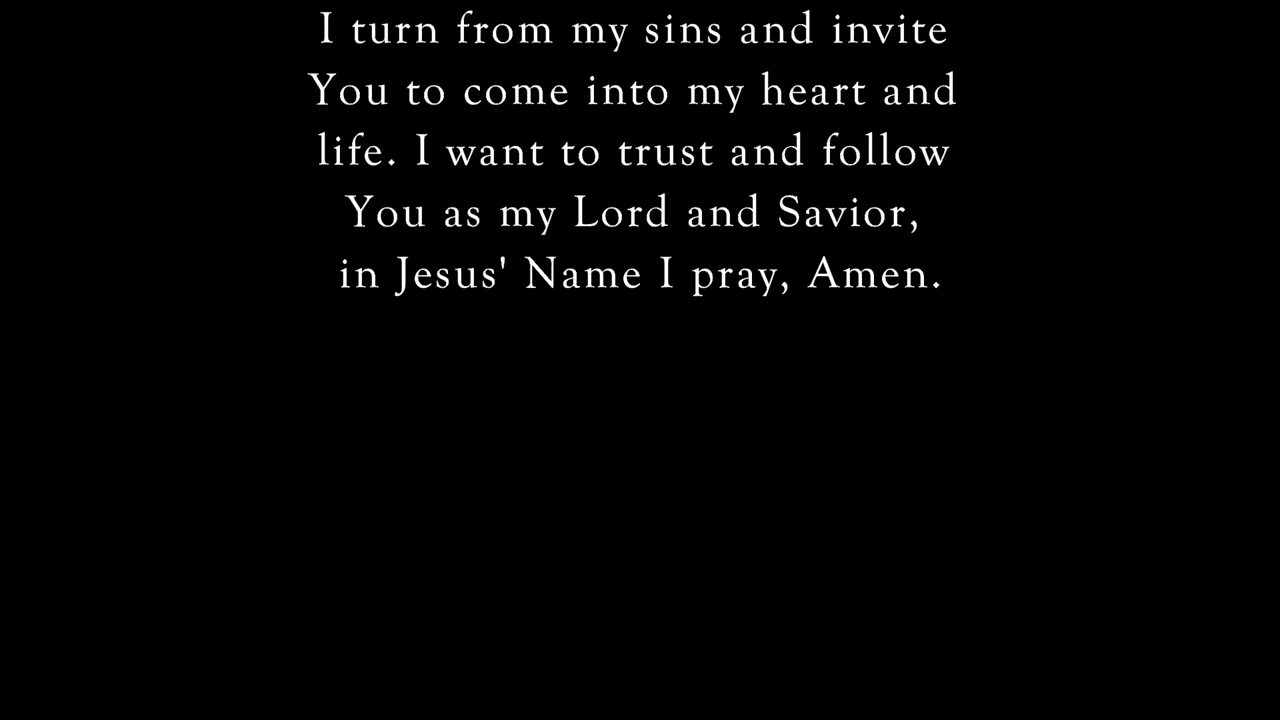 I turn from my sins and invite
You to come into my heart and
life. I want to trust and follow
You as my Lord and Savior,
in Jesus' Name I pray, Amen.